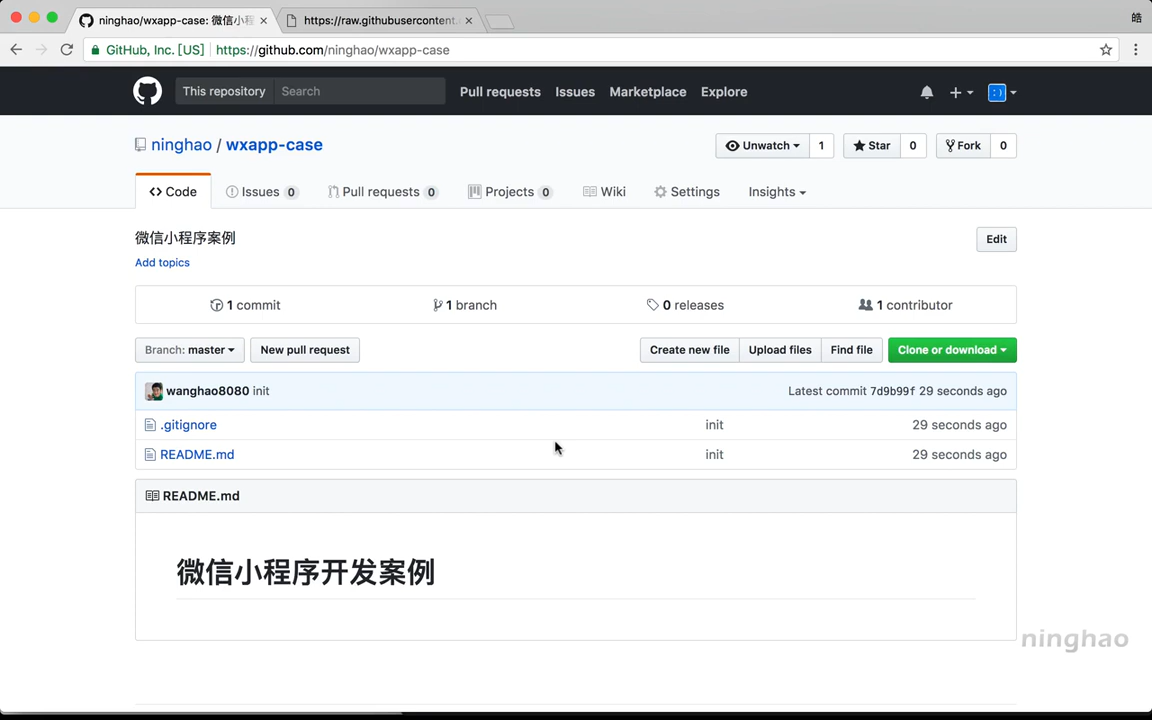 ninghao/wxapp-case: 微信小程
https://raw.githubusercontent.
皓
GitHub, Inc. [US]
https://github.com/ninghao/wxapp-case
This repository
Search
Pull requests
Issues
Marketplace
Explore
ninghao / wxapp-case
Unwatch 1
Star 0
Fork 0
Code
Issues 0
Pull requests 0
Projects 0
Wiki
Settings
Insights
微信小程序案例
Edit
Add topics
1 commit
1 branch
0 releases
1 contributor
Branch: master
New pull request
Create new file
Upload files
Find file
Clone or download
wanghao8080 init
Latest commit 7d9b99f 29 seconds ago
.gitignore
init
29 seconds ago
README.md
init
29 seconds ago
README.md
微信小程序开发案例
ninghao